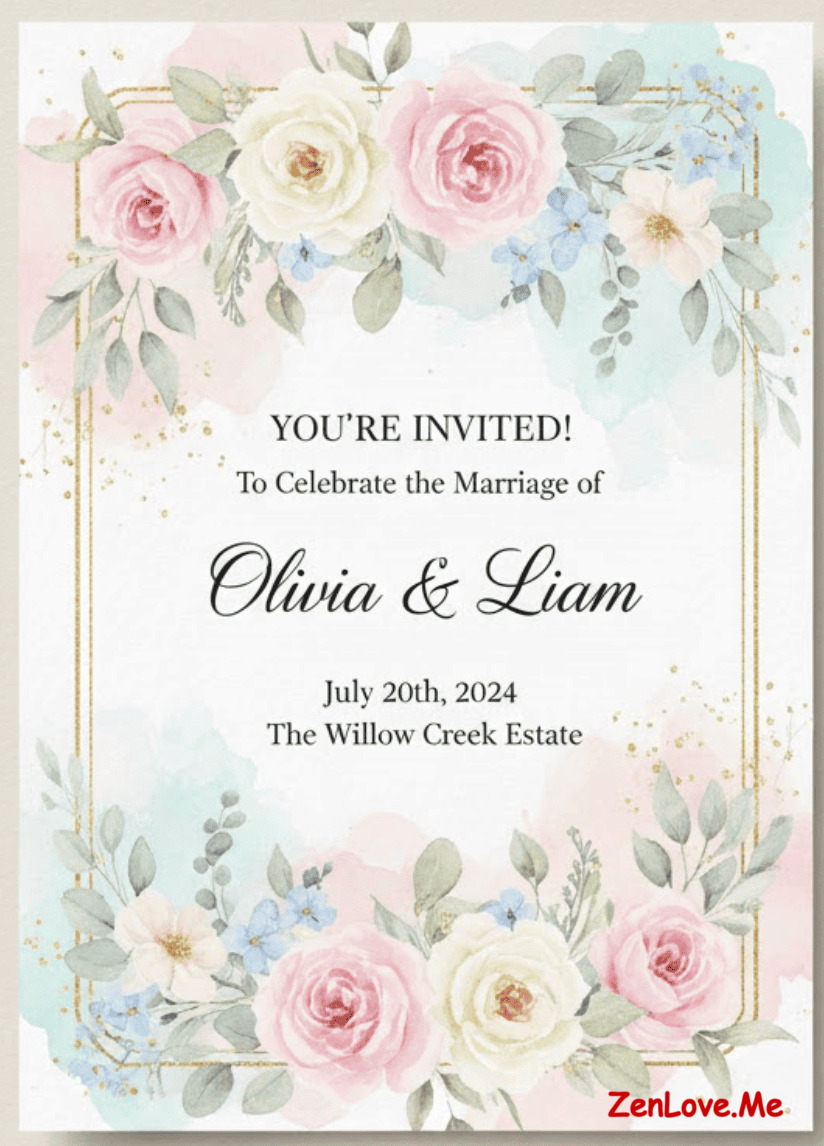 YOU'RE INVITED!
To Celebrate the Marriage of
Olivia & Liam
July 20th, 2024
The Willow Creek Estate
ZenLove.Me